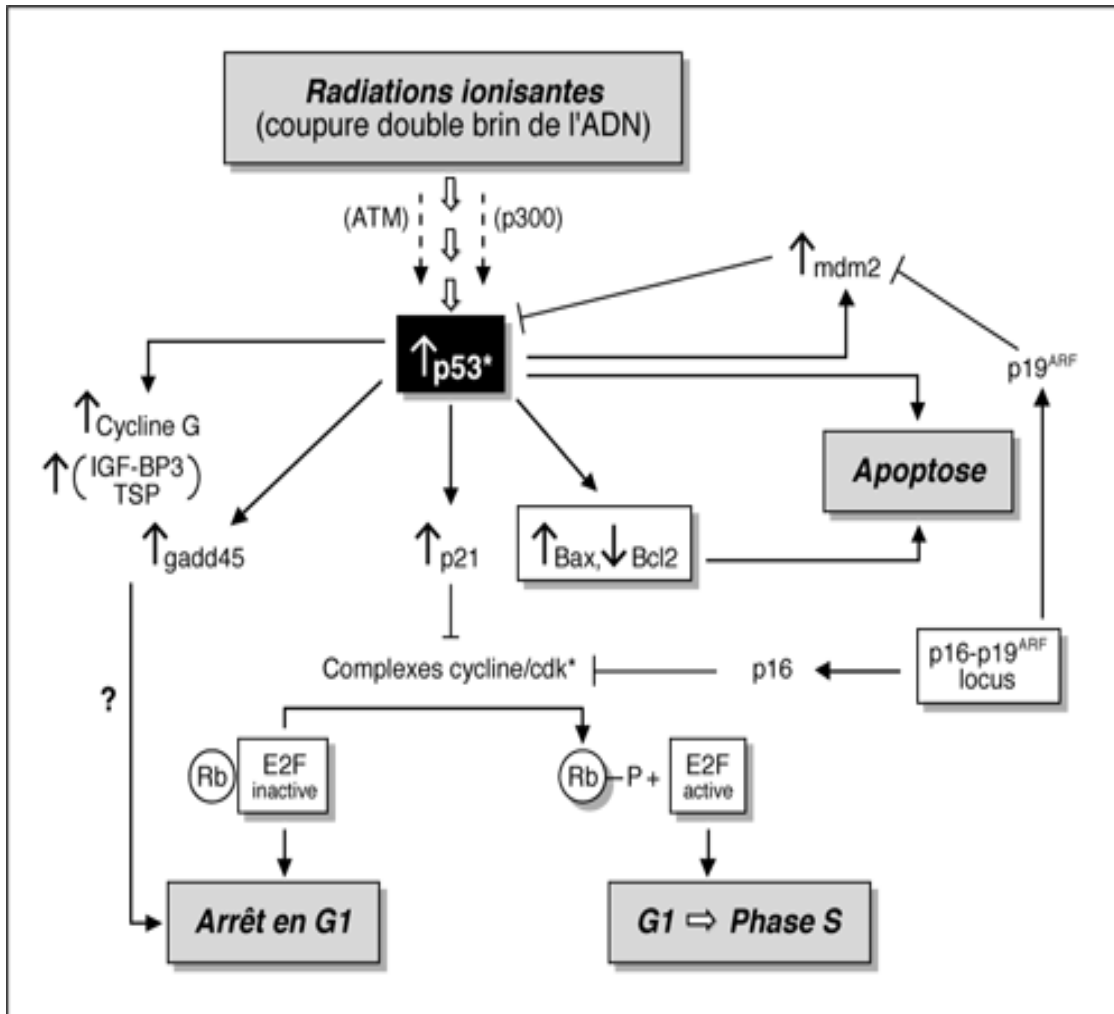 Radiations ionisantes
(coupure double brin de l'ADN)
(ATM)
(p300)
↑mdm2
↑p53*
p19ARF
↑Cycline G
↑(IGF-BP3
TSP)
↑gadd45
↑p21
↑Bax,↓Bcl2
Apoptose
Complexes cycline/cdk*
p16
p16-p19ARF
locus
?
Rb
E2F
inactive
Rb
P +
E2F
active
Arrêt en G1
G1 ⇨ Phase S